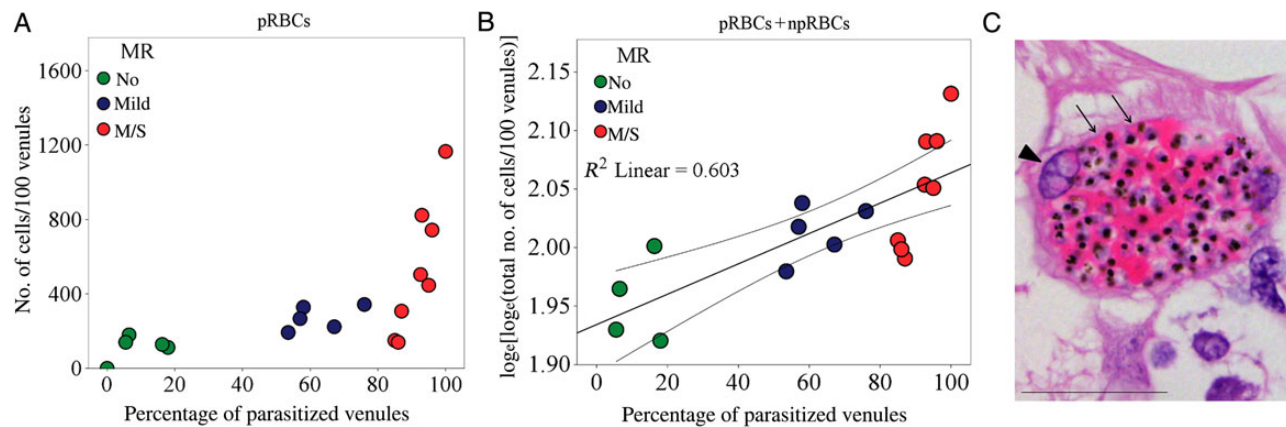 A
pRBCs
No. of cells/100 venules
1600
1200
800
400
0
MR
No
Mild
M/S
0 20 40 60 80 100
Percentage of parasitized venules
B
pRBCs+npRBCs
logₑ[logₑ(total no. of cells/100 venules)]
2.15
2.10
2.05
2.00
1.95
1.90
MR
No
Mild
M/S
R² Linear = 0.603
0 20 40 60 80 100
Percentage of parasitized venules
C